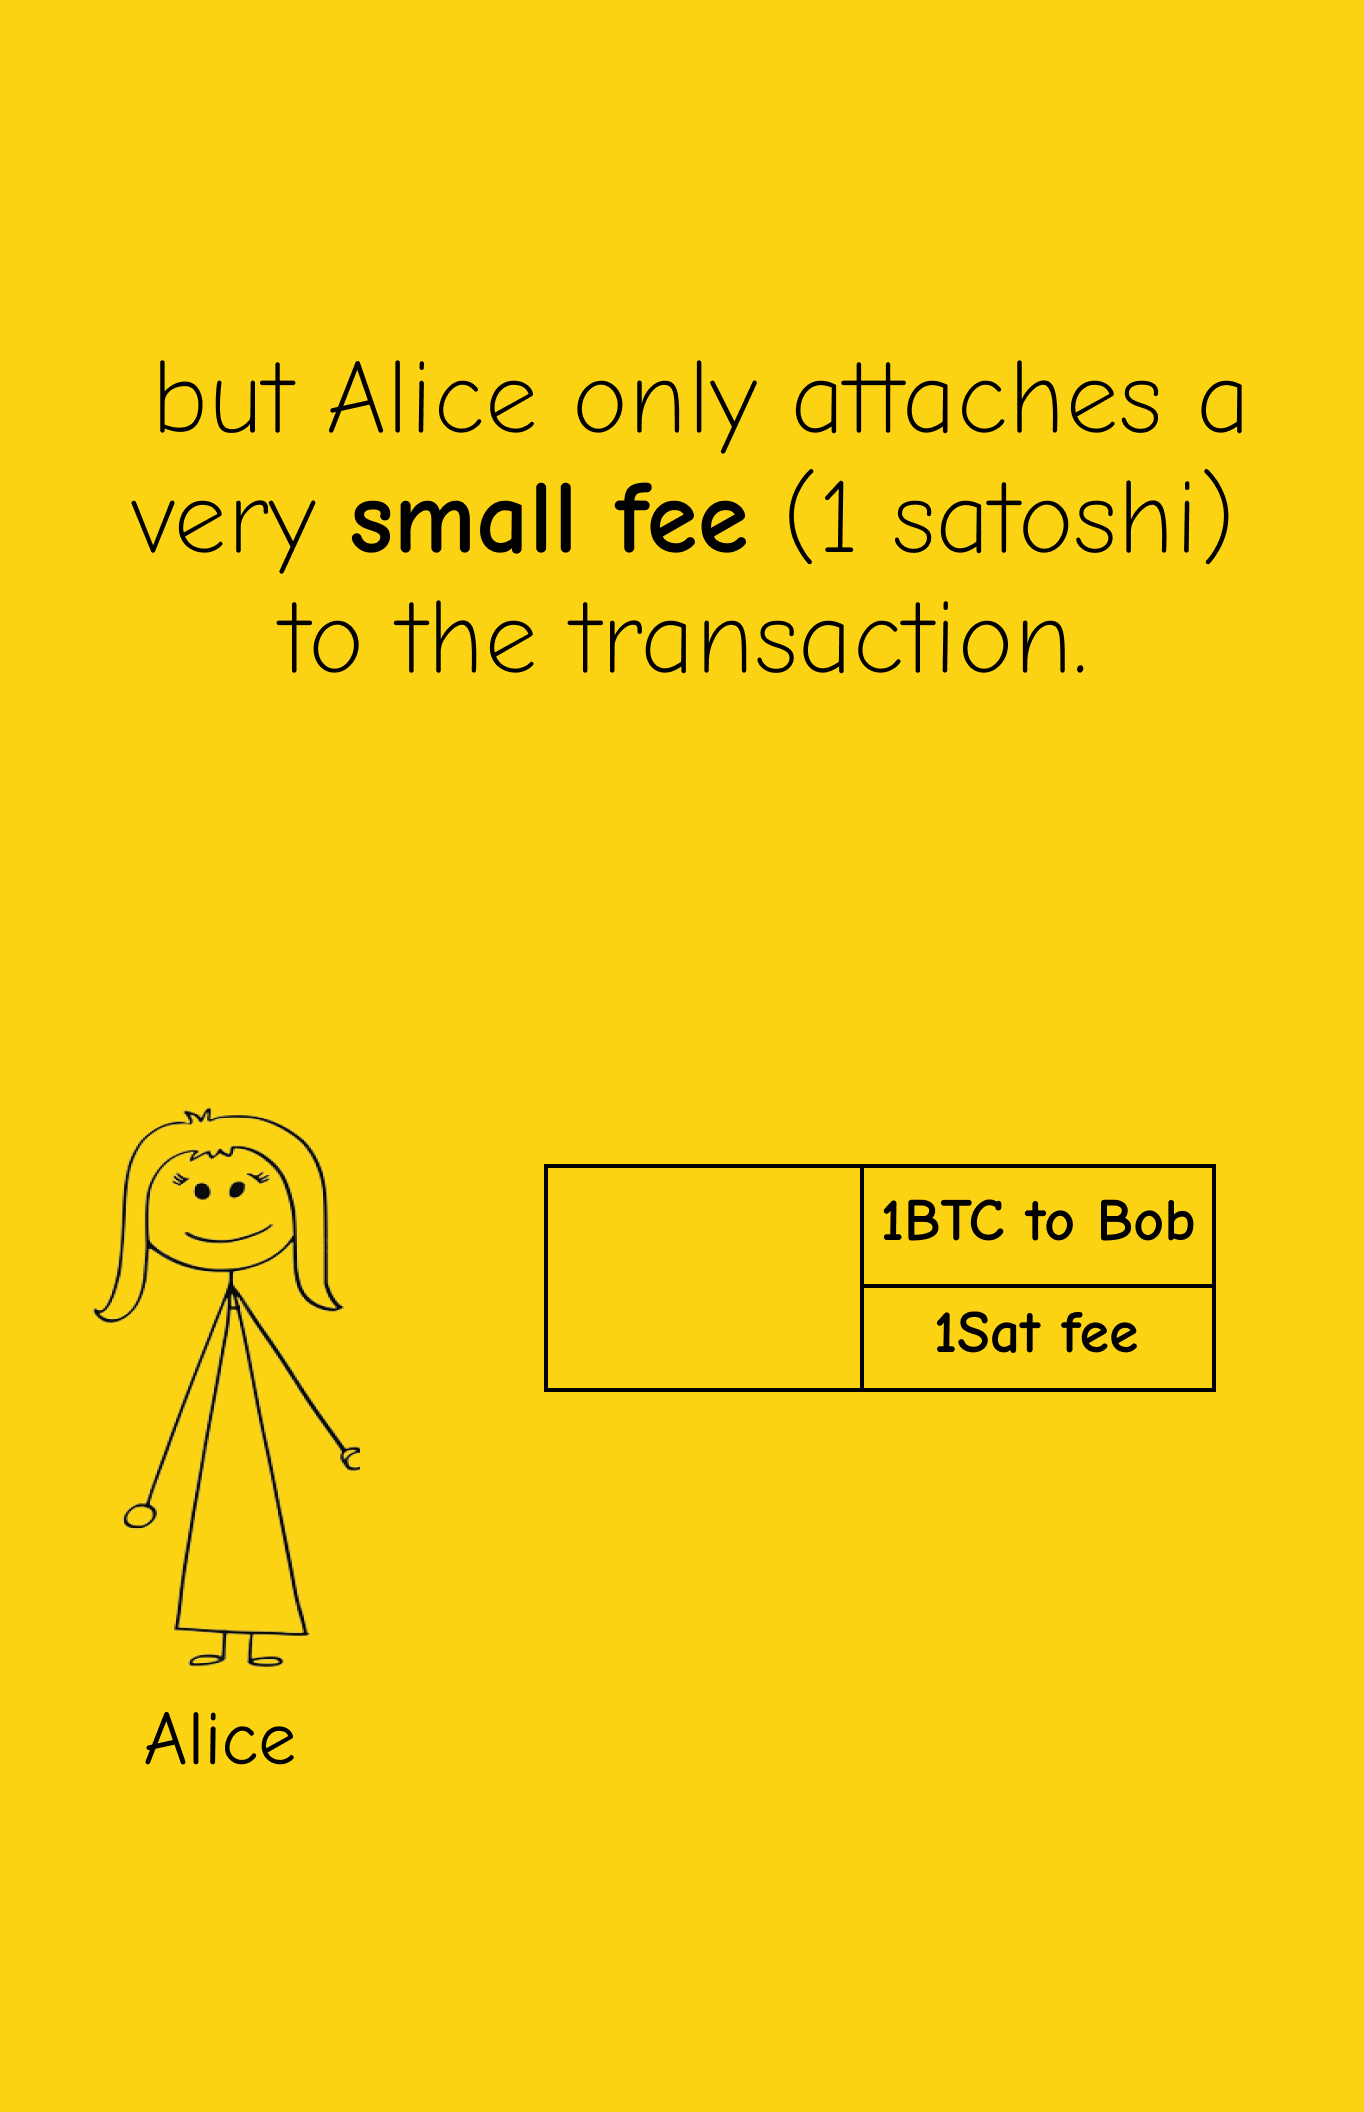 but Alice only attaches a
very small fee (1 satoshi)
to the transaction.
1BTC to Bob
1Sat fee
Alice